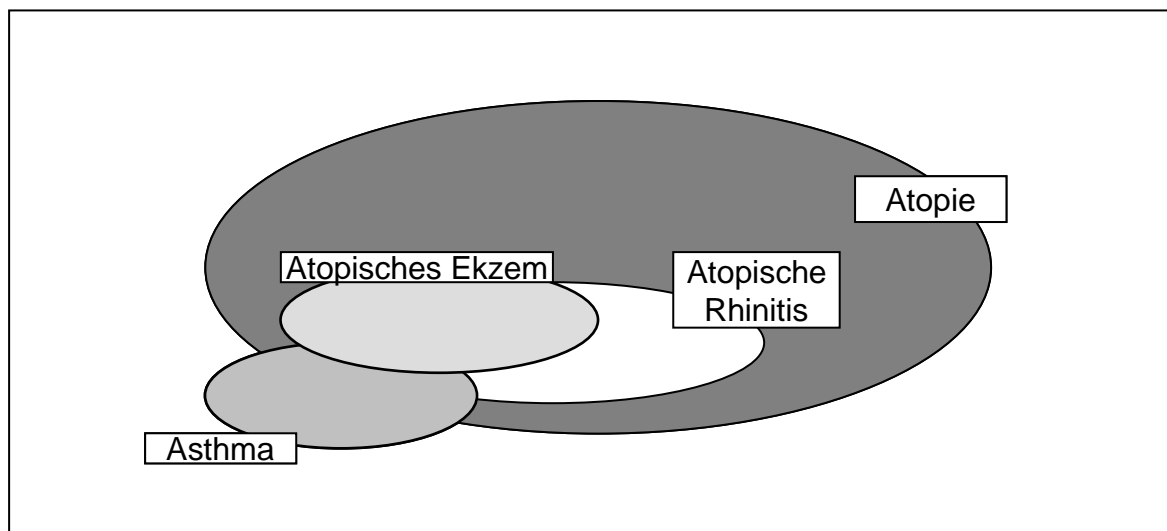 Atopie
Atopisches Ekzem
Atopische
Rhinitis
Asthma